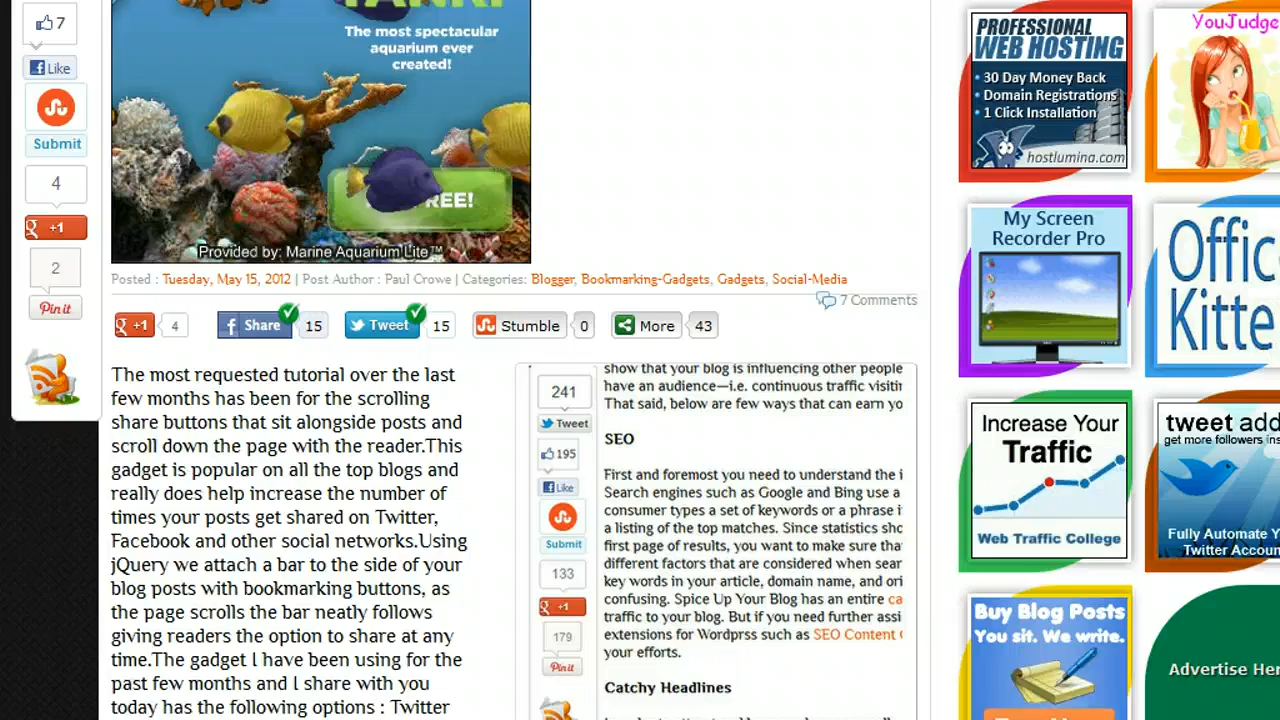 7
Like
Submit
4
+1
2
Pin it
The most spectacular
aquarium ever
created!
REE!
Provided by: Marine Aquarium Lite™
Posted : Tuesday, May 15, 2012 | Post Author : Paul Crowe | Categories: Blogger, Bookmarking-Gadgets, Gadgets, Social-Media
7 Comments
+1 4 Share 15 Tweet 15 Stumble 0 More 43
The most requested tutorial over the last
few months has been for the scrolling
share buttons that sit alongside posts and
scroll down the page with the reader.This
gadget is popular on all the top blogs and
really does help increase the number of
times your posts get shared on Twitter,
Facebook and other social networks.Using
jQuery we attach a bar to the side of your
blog posts with bookmarking buttons, as
the page scrolls the bar neatly follows
giving readers the option to share at any
time.The gadget I have been using for the
past few months and I share with you
today has the following options : Twitter
241
Tweet
195
Like
Submit
133
+1
179
Pin it
show that your blog is influencing other people
have an audience—i.e. continuous traffic visitin
That said, below are few ways that can earn yo
SEO
First and foremost you need to understand the i
Search engines such as Google and Bing use a
consumer types a set of keywords or a phrase i
a listing of the top matches. Since statistics sho
first page of results, you want to make sure tha
different factors that are considered when sear
key words in your article, domain name, and ori
confusing. Spice Up Your Blog has an entire ca
traffic to your blog. But if you need further assi
extensions for Wordprss such as SEO Content
your efforts.
Catchy Headlines
PROFESSIONAL
WEB HOSTING
• 30 Day Money Back
• Domain Registrations
• 1 Click Installation
hostlumina.com
YouJudge
My Screen
Recorder Pro
Offic
Kitte
Increase Your
Traffic
Web Traffic College
tweet add
get more followers ins
Fully Automate Y
Twitter Accoun
Buy Blog Posts
You sit. We write.
Advertise Her